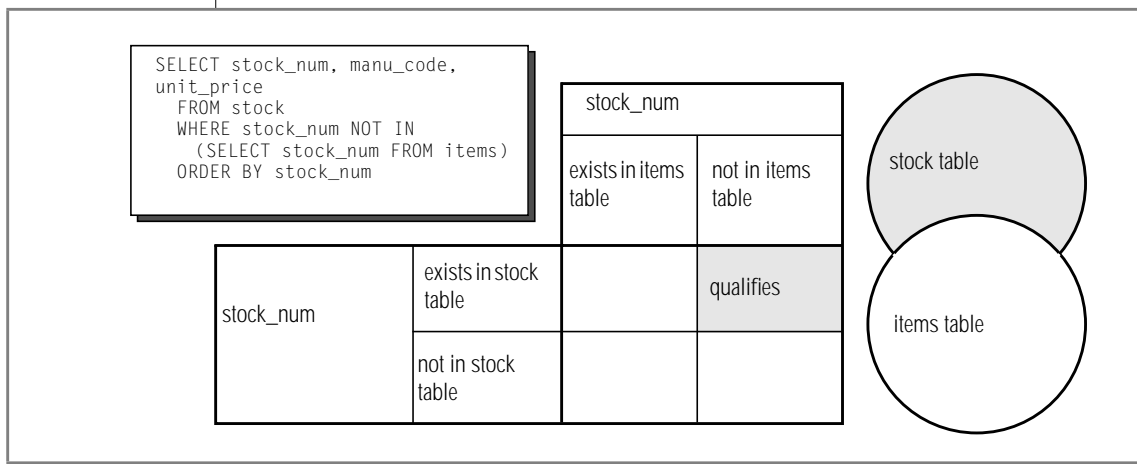 SELECT stock_num, manu_code,
unit_price
FROM stock
WHERE stock_num NOT IN
(SELECT stock_num FROM items)
ORDER BY stock_num
stock_num
exists in items
table
not in items
table
stock_num
exists in stock
table
qualifies
not in stock
table
stock table
items table